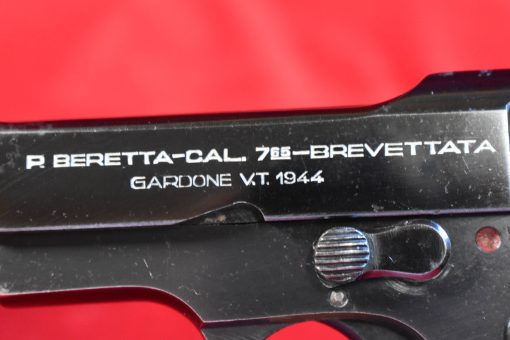 P. BERETTA-CAL. 765-BREVETTATA
GARDONE V.T. 1944